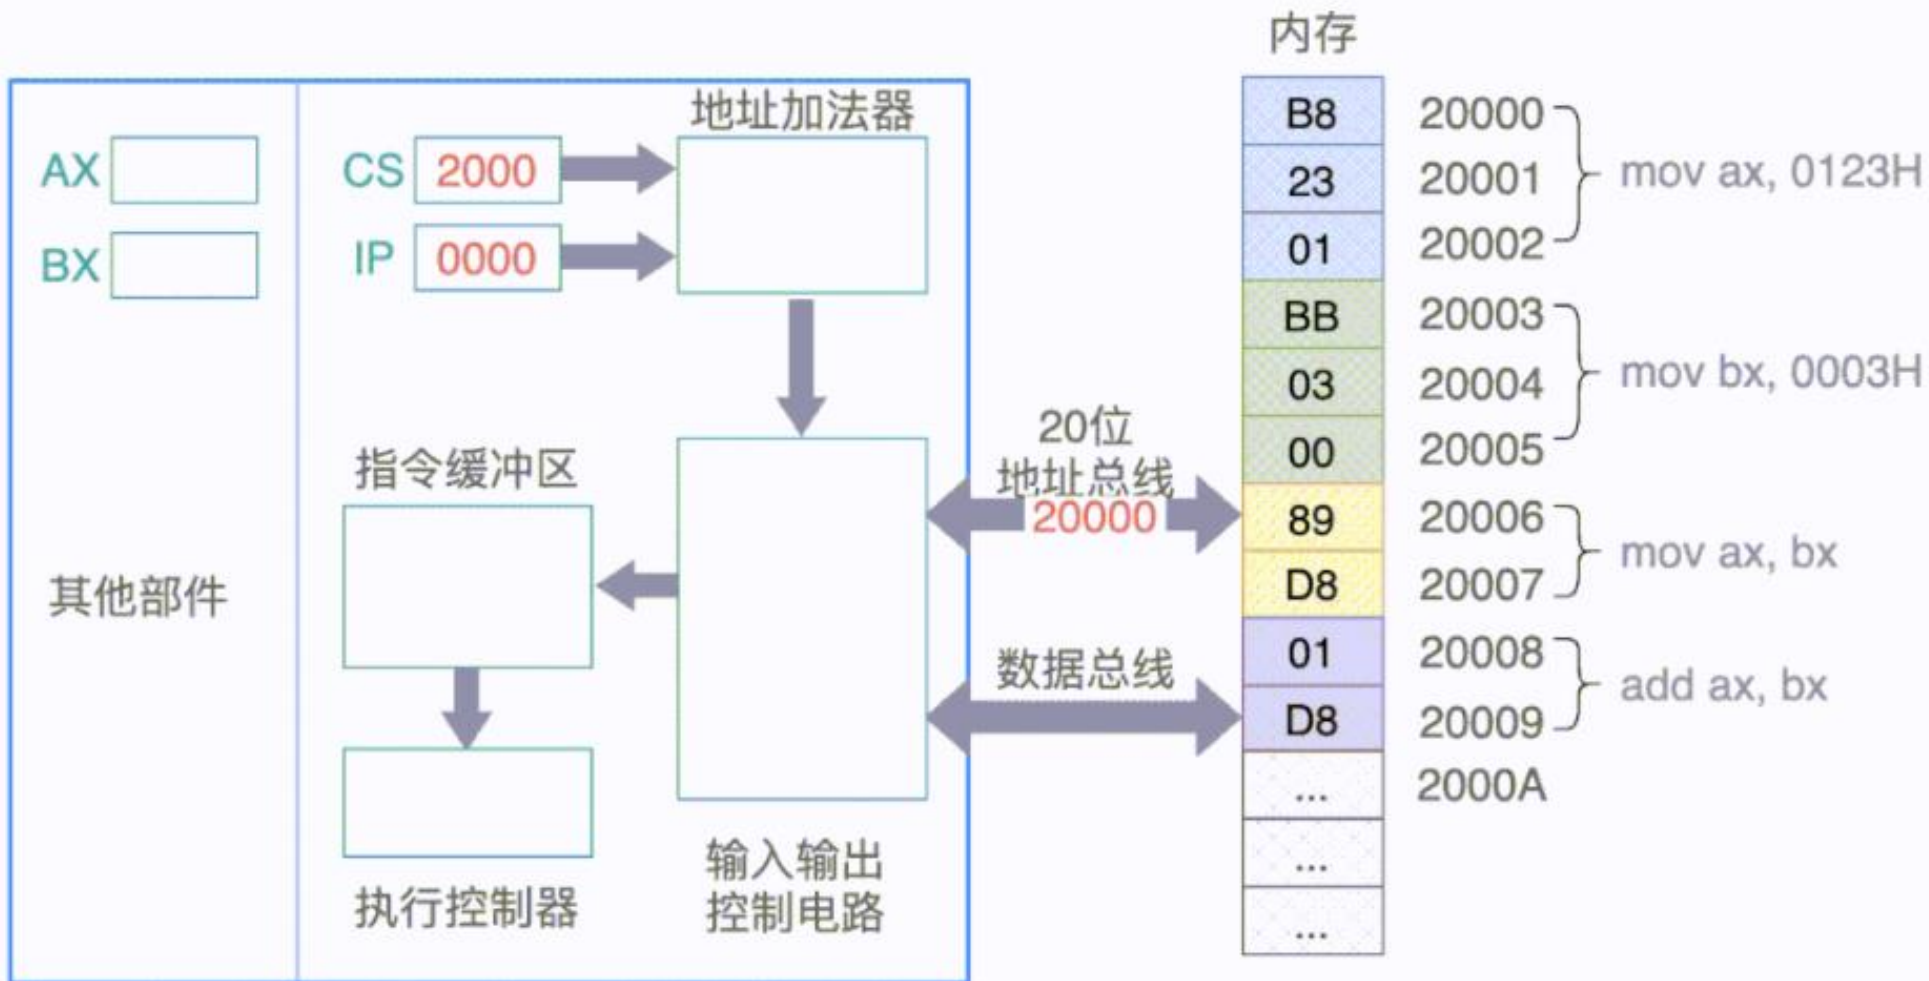 内存
地址加法器
AX
CS 2000
BX
IP 0000
B8 20000
23 20001
01 20002
mov ax, 0123H
BB 20003
03 20004
00 20005
mov bx, 0003H
89 20006
D8 20007
mov ax, bx
01 20008
D8 20009
add ax, bx
... 2000A
...
...
20位
地址总线
20000
指令缓冲区
其他部件
数据总线
输入输出
控制电路
执行控制器